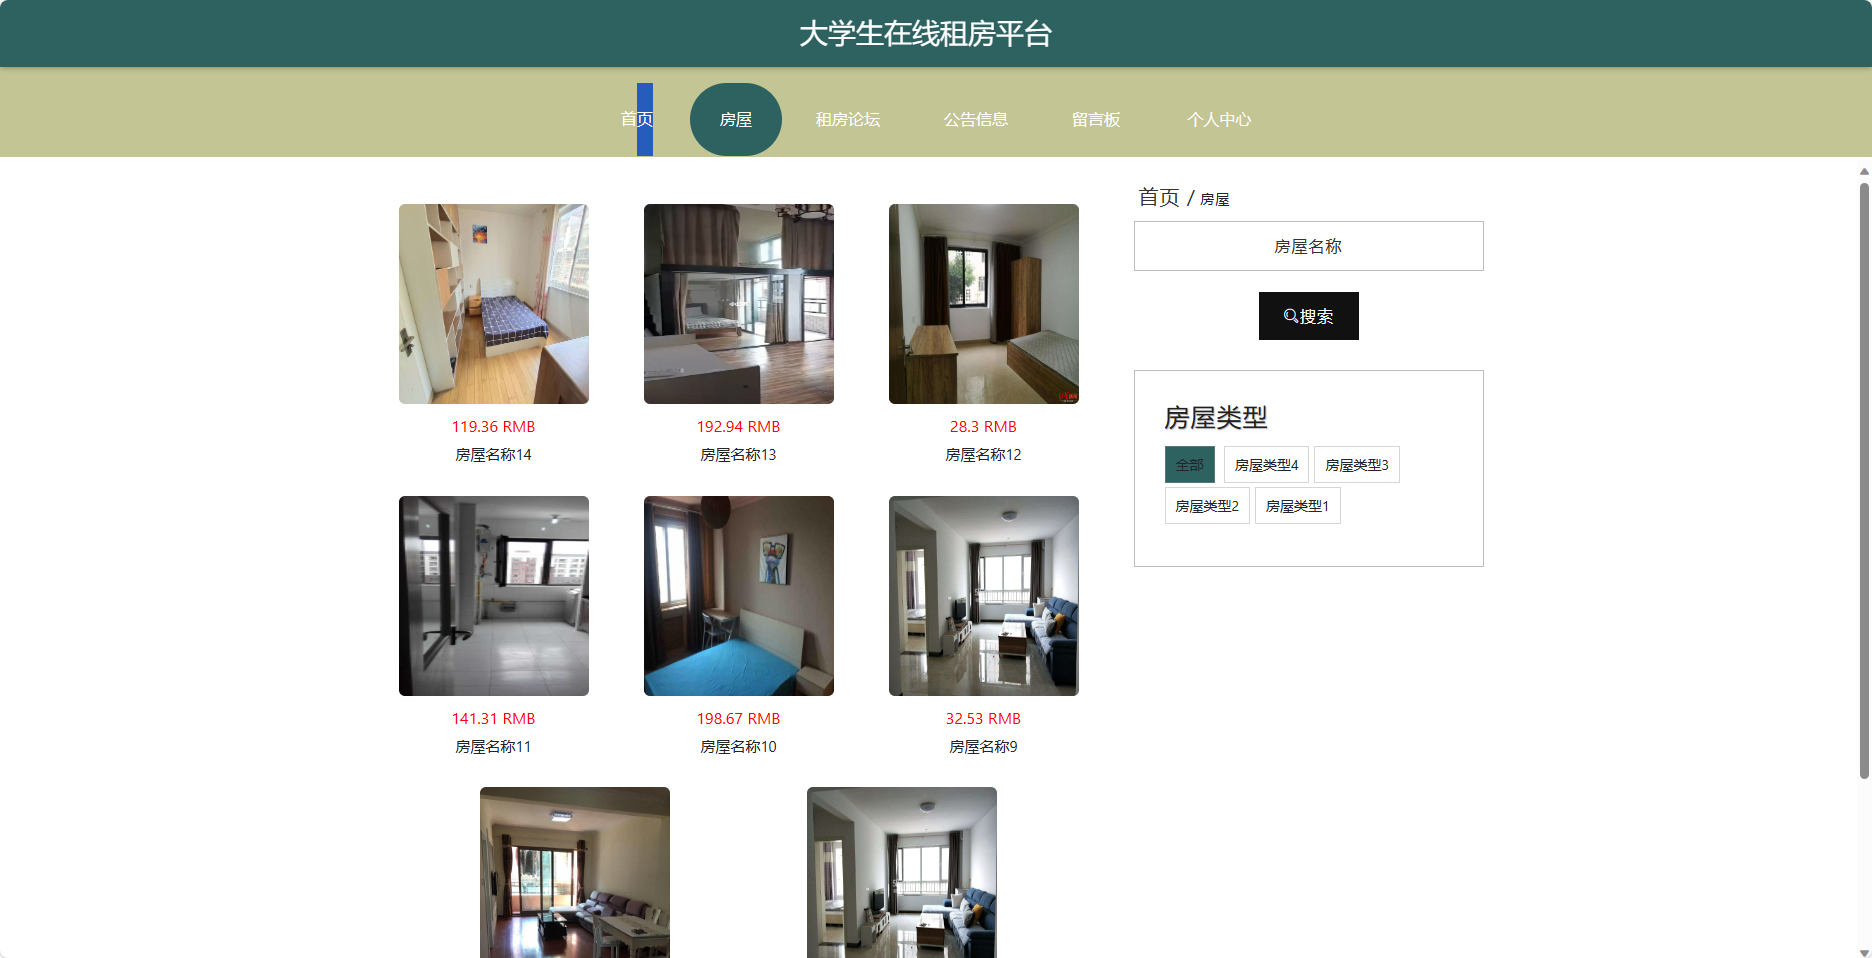 大学生在线租房平台
首页 房屋 租房论坛 公告信息 留言板 个人中心
119.36 RMB 192.94 RMB 28.3 RMB
房屋名称14 房屋名称13 房屋名称12
141.31 RMB 198.67 RMB 32.53 RMB
房屋名称11 房屋名称10 房屋名称9
首页 / 房屋
房屋名称
搜索
房屋类型
全部 房屋类型4 房屋类型3
房屋类型2 房屋类型1